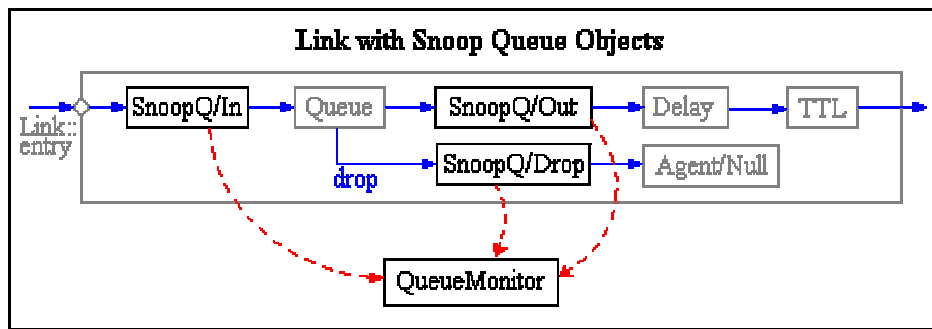 Link with Snoop Queue Objects
SnoopQ/In
Queue
SnoopQ/Out
Delay
TTL
Link::
entry
drop
SnoopQ/Drop
Agent/Null
QueueMonitor